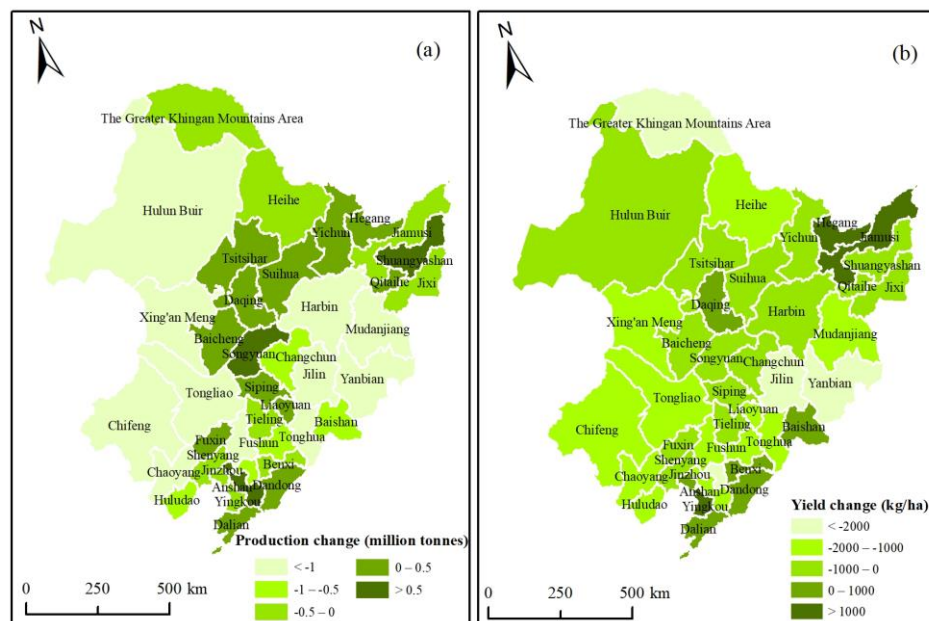 N
(a)
The Greater Khingan Mountains Area
Hulun Buir
Heihe
Hegang
Yichun
Jiamusi
Tsitsihar
Suihua
Shuangyashan
Qitaihe
Jixi
Daqing
Harbin
Xing'an Meng
Mudanjiang
Baicheng
Songyuan
Changchun
Jilin
Yanbian
Siping
Tongliao
Liaoyuan
Chifeng
Tieling
Baishan
Fuxin
Fushun
Tonghua
Shenyang
Chaoyang
Jinzhou
Benxi
Huludao
Anshan
Yingkou
Dandong
Dalian
Production change (million tonnes)
< -1
-1 – -0.5
-0.5 – 0
0 – 0.5
> 0.5
0 250 500 km
N
(b)
The Greater Khingan Mountains Area
Hulun Buir
Heihe
Hegang
Yichun
Jiamusi
Tsitsihar
Suihua
Shuangyashan
Qitaihe
Jixi
Daqing
Harbin
Xing'an Meng
Mudanjiang
Baicheng
Songyuan
Changchun
Jilin
Yanbian
Siping
Tongliao
Liaoyuan
Chifeng
Tieling
Baishan
Fuxin
Fushun
Tonghua
Shenyang
Chaoyang
Jinzhou
Benxi
Huludao
Anshan
Yingkou
Dandong
Dalian
Yield change (kg/ha)
< -2000
-2000 – -1000
-1000 – 0
0 – 1000
> 1000
0 250 500 km